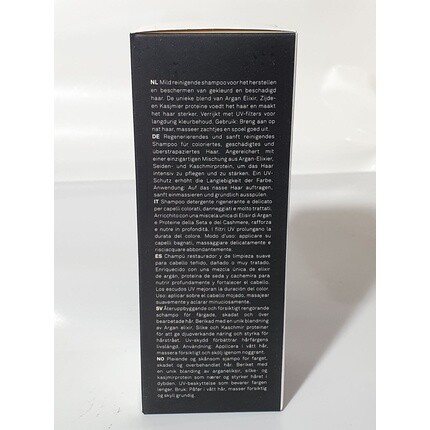 NL Mild reinigende shampoo voor het herstellen
en beschermen van gekleurd en beschadigd
haar. De unieke blend van Argan Elixir, Zijde-
en Kasjmier proteïne voedt het haar en maakt
het haar sterker. Verrijkt met UV-filters voor
langdurig kleurbehoud. Gebruik: Breng aan op
nat haar, masseer zachtjes en spoel goed uit.
DE Regenerierendes und sanft reinigendes
Shampoo für coloriertes, geschädigtes und
überstrapaziertes Haar. Angereichert mit
einer einzigartigen Mischung aus Argan-Elixier,
Seiden- und Kaschmirprotein, um das Haar
intensiv zu pflegen und zu stärken. Ein UV-
Schutz erhöht die Langlebigkeit der Farbe.
Anwendung: Auf das nasse Haar auftragen,
sanft einmassieren und gründlich ausspülen.
IT Shampoo detergente rigenerante e delicato
per capelli colorati, danneggiati e molto trattati.
Arricchito con una miscela unica di Elisir di Argan
e Proteine della Seta e del Cashmere, rafforza
e nutre in profondità. I filtri UV prolungano la
durata del colore. Modo d'uso: applicare su
capelli bagnati, massaggiare delicatamente e
risciacquare abbondantemente.
ES Champú restaurador y de limpieza suave
para cabello teñido, dañado o muy tratado.
Enriquecido con una mezcla única de elixir
de argán, proteína de seda y cachemira para
nutrir profundamente y fortalecer el cabello.
Los escudos UV mejoran la duración del color.
Uso: aplicar sobre el cabello mojado, masajear
suavemente y aclarar minuciosamente.
SV Återuppbyggande och försiktigt rengörande
schampo för färgade, skadat och över
bearbetade hår. Berikad med en unik blandning
av Argan elixir, Silke och Kashmir proteiner
för att ge djupverkande näring och styrka för
hårstrået. Uv-skydd förbättrar hårfärgens
livslängd. Användning: Applicera i vått hår,
massera försiktigt och skölj igenom noggrant.
NO Pleiende og skånsom sjampo for farget,
skadet og overbehandlet hår. Beriket med
en unik blanding av arganeliksir, silke- og
kasjmirprotein som nærer og styrker håret i
dybden. UV-beskyttelse som bevarer fargen
lenger. Bruk: Påfør i vått hår, masser forsiktig
og skyll grundig.